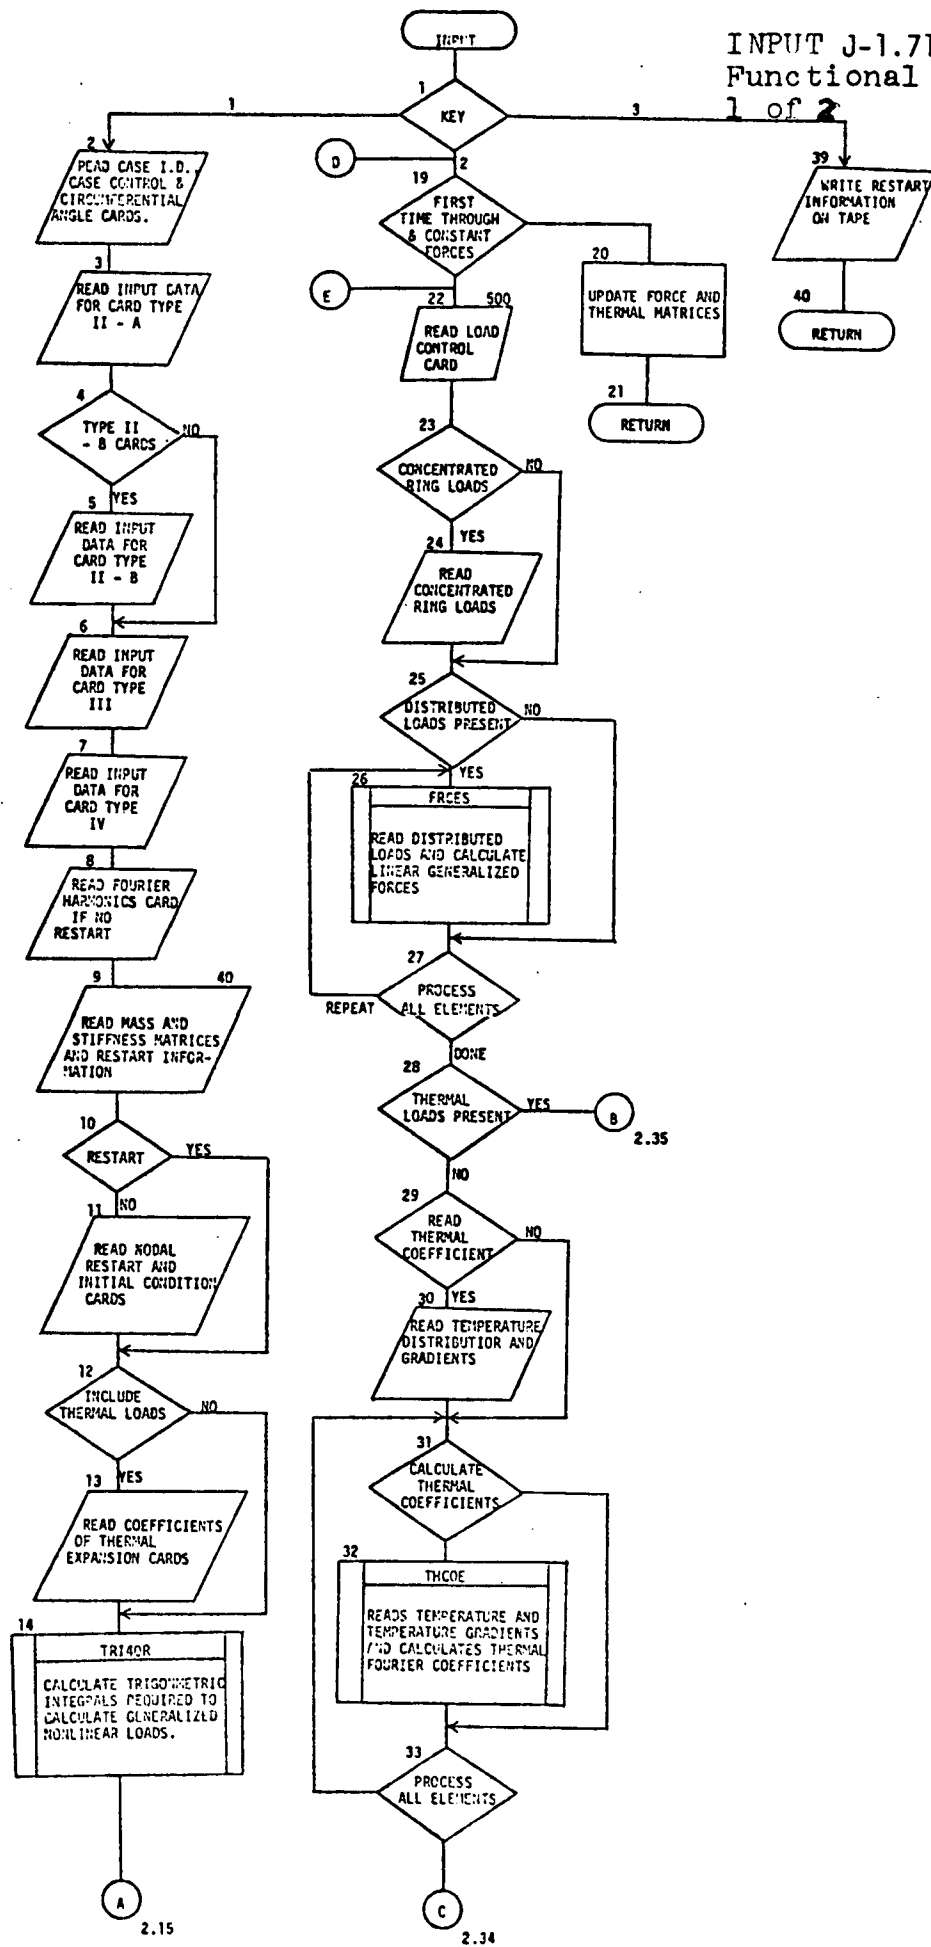 INPUT
INPUT J-1.71
Functional
1 of 2
1
KEY
1
3
2
READ CASE I.D.,
CASE CONTROL &
CIRCUMFERENTIAL
ANGLE CARDS.
3
READ INPUT DATA
FOR CARD TYPE
II - A
4
TYPE II
- B CARDS
NO
YES
5
READ INPUT
DATA FOR
CARD TYPE
II - B
6
READ INPUT
DATA FOR
CARD TYPE
III
7
READ INPUT
DATA FOR
CARD TYPE
IV
8
READ FOURIER
HARMONICS CARD
IF NO
RESTART
9
40
READ MASS AND
STIFFNESS MATRICES
AND RESTART INFOR-
MATION
10
RESTART
YES
NO
11
READ NODAL
RESTART AND
INITIAL CONDITION
CARDS
12
INCLUDE
THERMAL LOADS
NO
YES
13
READ COEFFICIENTS
OF THERMAL
EXPANSION CARDS
14
TRI4OR
CALCULATE TRIGONMETRIC
INTEGRALS REQUIRED TO
CALCULATE GENERALIZED
NONLINEAR LOADS.
A
2.15
D
2
19
FIRST
TIME THROUGH
& CONSTANT
FORCES
20
UPDATE FORCE AND
THERMAL MATRICES
21
RETURN
E
22
500
READ LOAD
CONTROL
CARD
23
CONCENTRATED
RING LOADS
NO
YES
24
READ
CONCENTRATED
RING LOADS
25
DISTRIBUTED
LOADS PRESENT
NO
YES
26
FRCES
READ DISTRIBUTED
LOADS AND CALCULATE
LINEAR GENERALIZED
FORCES
27
PROCESS
ALL ELEMENTS
REPEAT
DONE
28
THERMAL
LOADS PRESENT
YES
B
2.35
NO
29
READ
THERMAL
COEFFICIENT
NO
YES
30
READ TEMPERATURE
DISTRIBUTION AND
GRADIENTS
31
CALCULATE
THERMAL
COEFFICIENTS
32
THCOE
READS TEMPERATURE AND
TEMPERATURE GRADIENTS
AND CALCULATES THERMAL
FOURIER COEFFICIENTS
33
PROCESS
ALL ELEMENTS
C
2.34
39
WRITE RESTART
INFORMATION
ON TAPE
40
RETURN